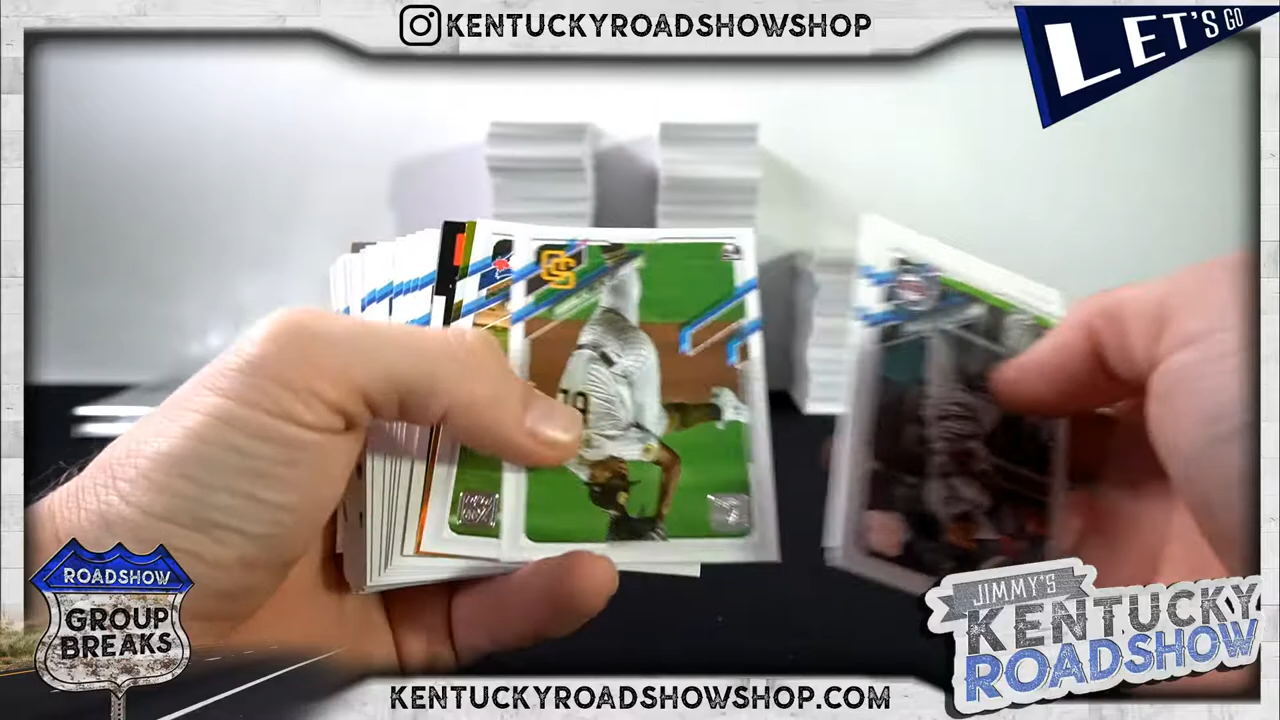 KENTUCKYROADSHOWSHOP
LET'S GO
ROADSHOW
GROUP
BREAKS
JIMMY'S
KENTUCKY
ROADSHOW
KENTUCKYROADSHOWSHOP.COM